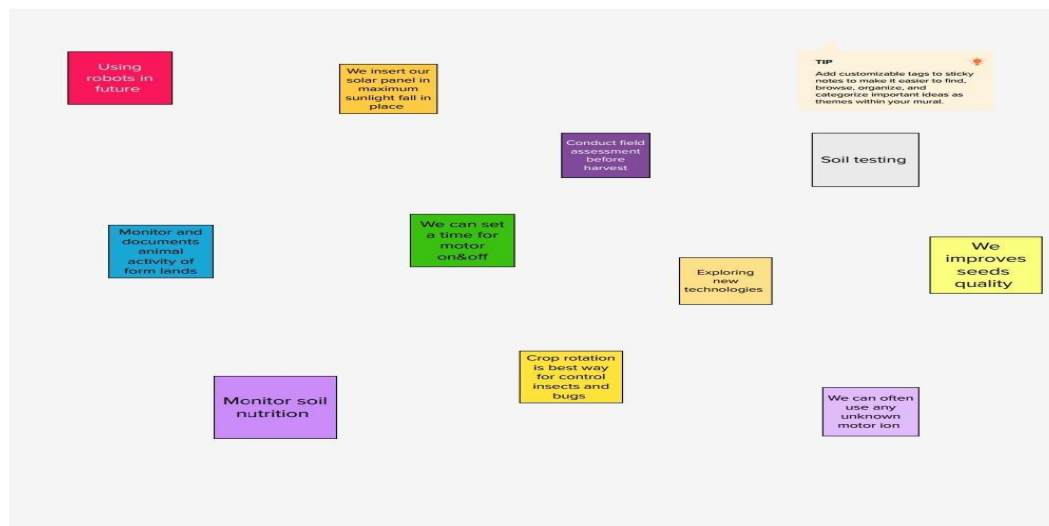 Using
robots in
future
We insert our
solar panel in
maximum
sunlight fall in
place
TIP
Add customizable tags to sticky
notes to make it easier to find,
browse, organize, and
categorize important ideas as
themes within your mural.
Conduct field
assessment
before
harvest
Soil testing
Monitor and
documents
animal
activity of
form lands
We can set
a time for
motor
on&off
Exploring
new
technologies
We
improves
seeds
quality
Crop rotation
is best way
for control
insects and
bugs
Monitor soil
nutrition
We can often
use any
unknown
motor ion